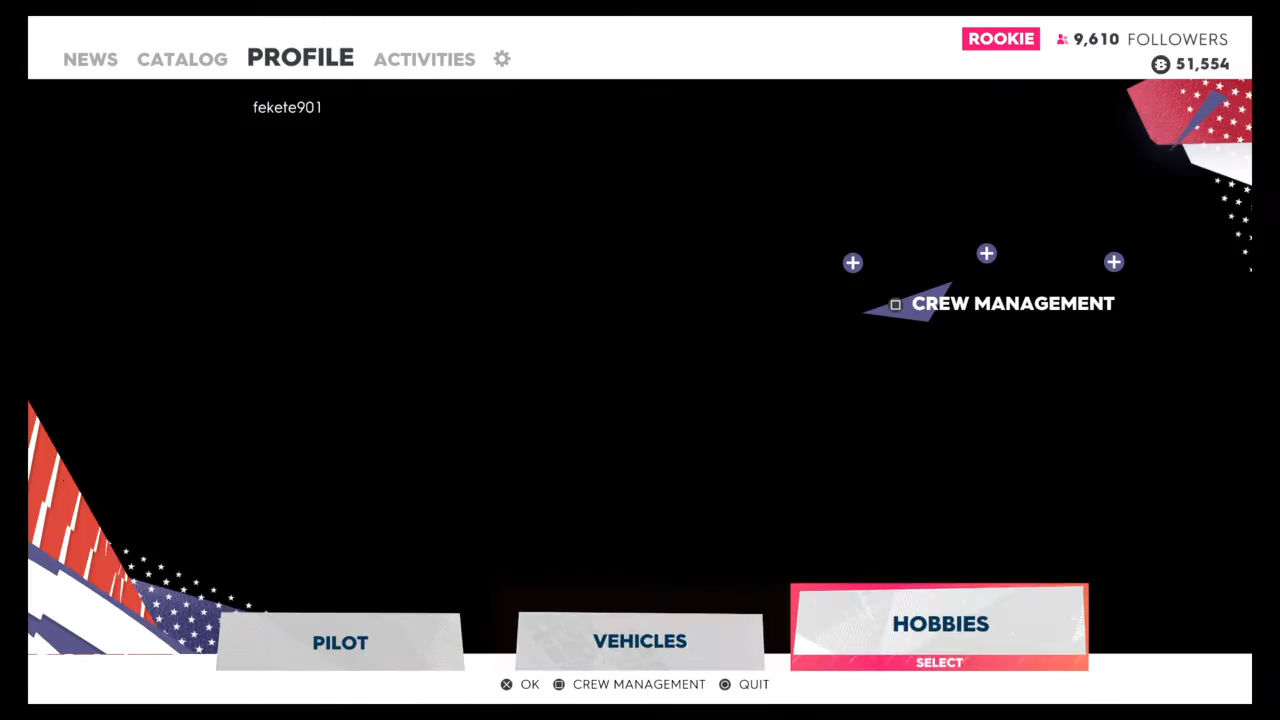 NEWS CATALOG PROFILE ACTIVITIES
ROOKIE 9,610 FOLLOWERS
51,554
fekete901
CREW MANAGEMENT
PILOT
VEHICLES
HOBBIES
SELECT
OK CREW MANAGEMENT QUIT